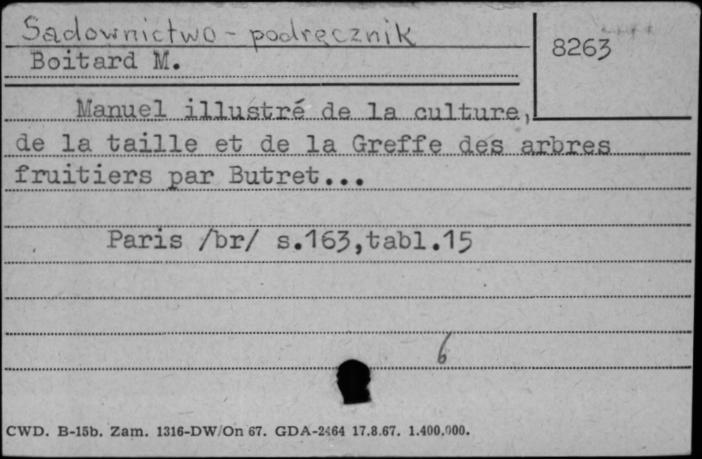 Sadownictwo - podręcznik
8263
Boitard M.
Manuel illustré de la culture,
de la taille et de la Greffe des arbres
fruitiers par Butret...
Paris /br/ s.163,tabl.15
6
CWD. B-15b. Zam. 1316-DW/On 67. GDA-2464 17.8.67. 1.400.000.